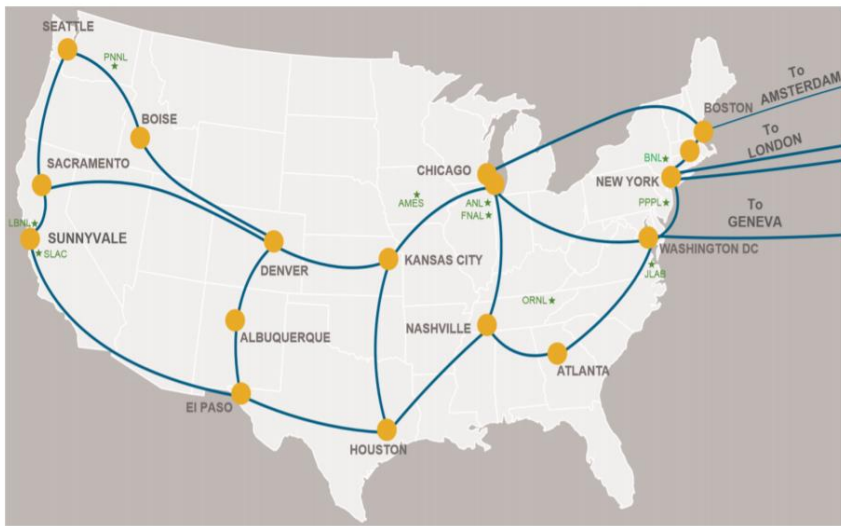 SEATTLE
PNNL
BOISE
SACRAMENTO
LBNL
SUNNYVALE
SLAC
DENVER
ALBUQUERQUE
El PASO
HOUSTON
KANSAS CITY
AMES
CHICAGO
ANL
FNAL
NASHVILLE
ORNL
ATLANTA
BOSTON
To
AMSTERDAM
BNL
To
LONDON
NEW YORK
PPPL
To
GENEVA
WASHINGTON DC
JLAB